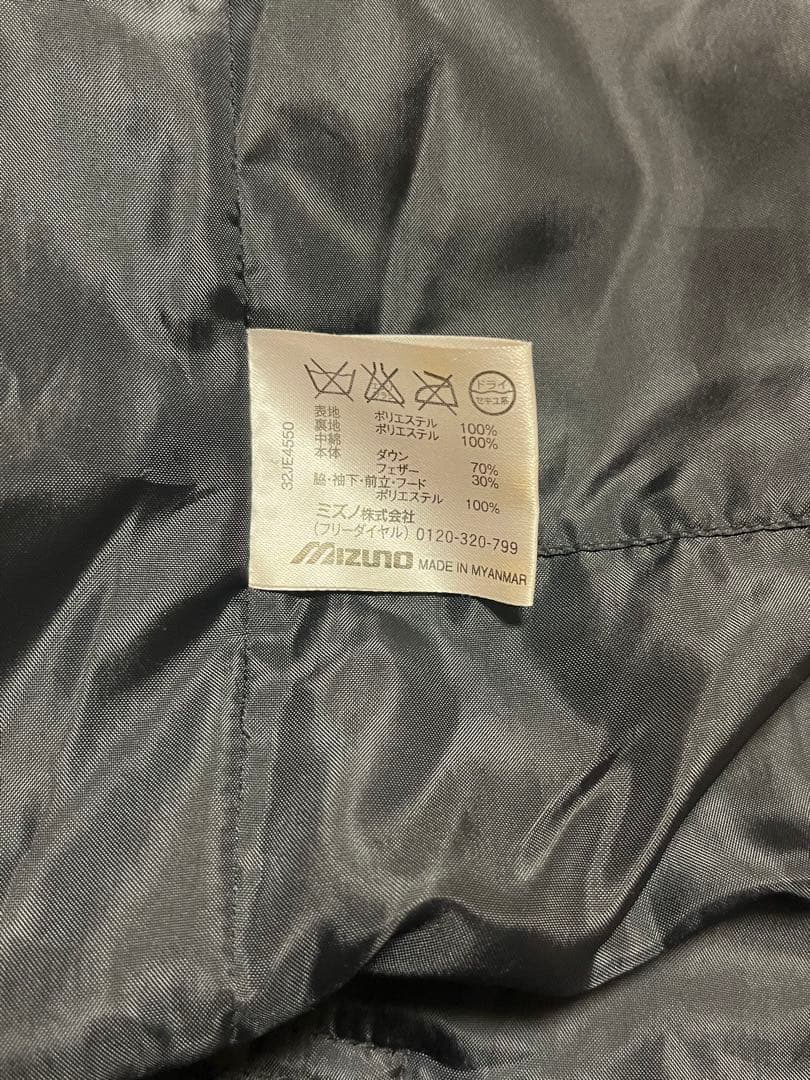 ドライ
セキユ系
表地 ポリエステル 100%
裏地 ポリエステル 100%
中綿
本体 ダウン 70%
フェザー 30%
脇・袖下・前立・フード
ポリエステル 100%
ミズノ株式会社
(フリーダイヤル) 0120-320-799
MIZUNO MADE IN MYANMAR
32JE4550